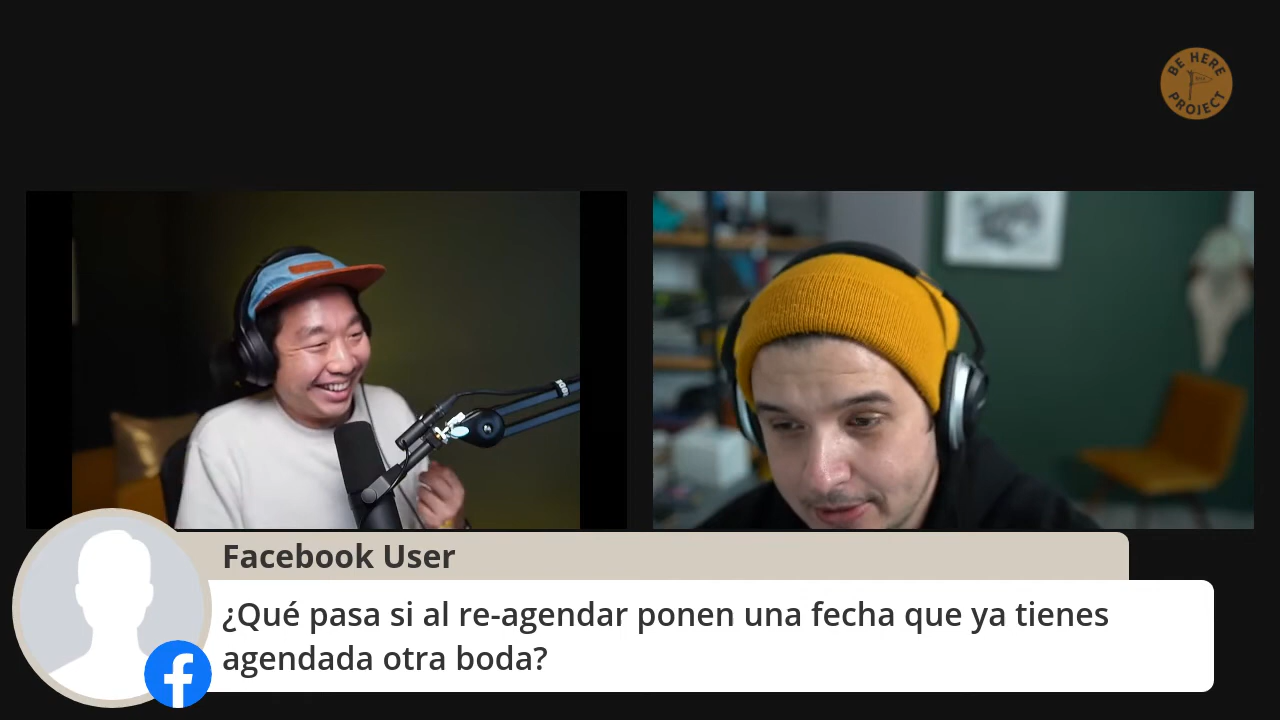 BE HERE
PROJECT
Facebook User
¿Qué pasa si al re-agendar ponen una fecha que ya tienes
agendada otra boda?